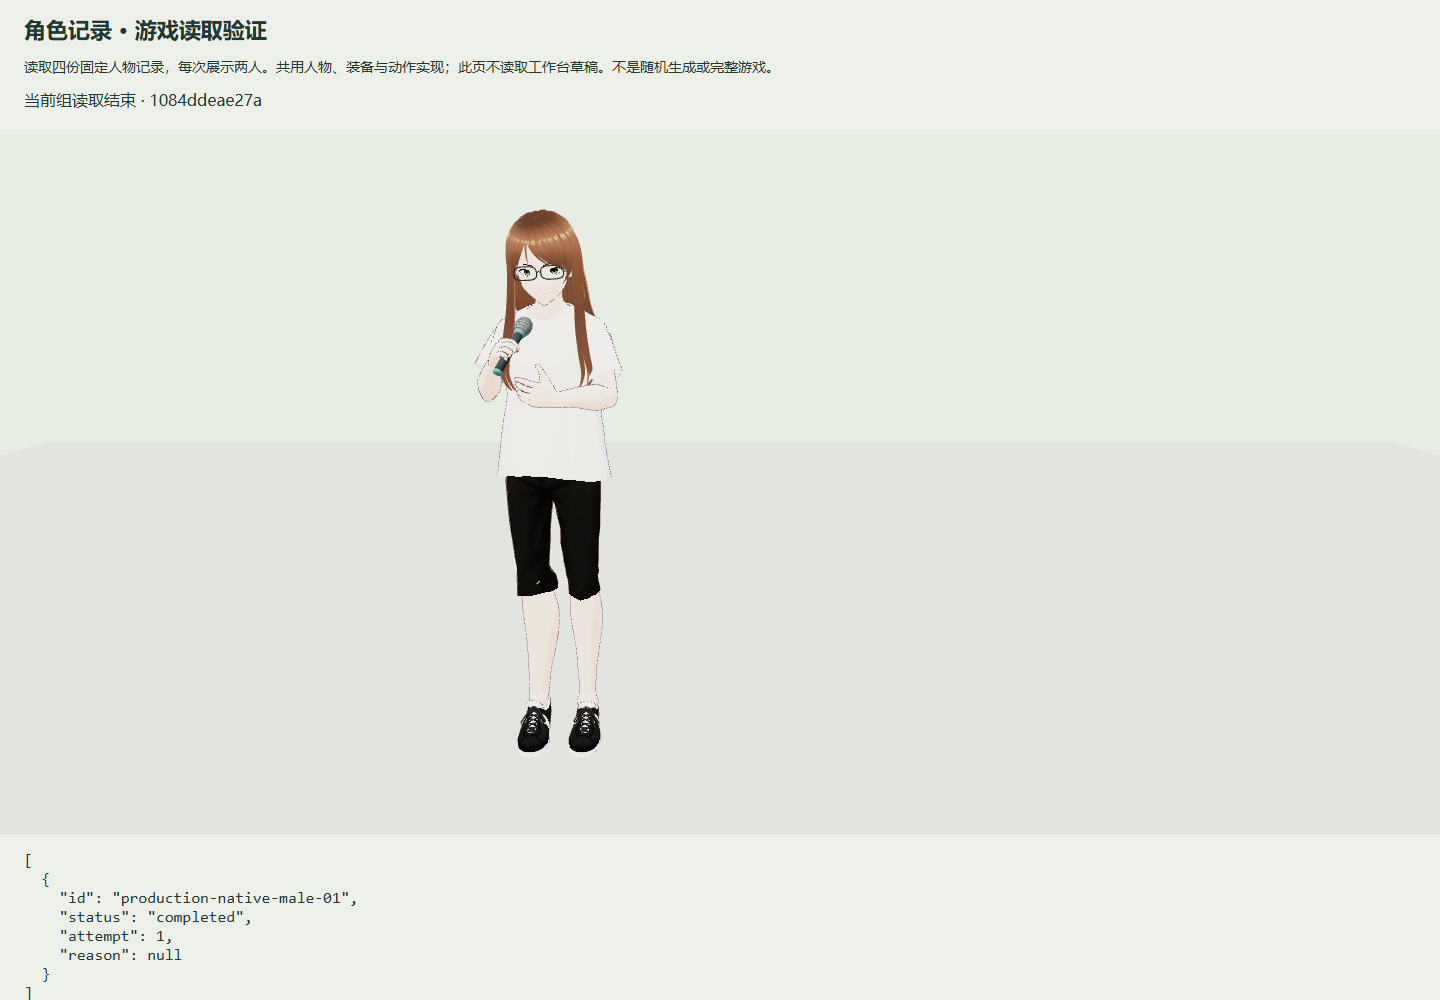 角色记录 • 游戏读取验证
读取四份固定人物记录，每次展示两人。共用人物、装备与动作实现；此页不读取工作台草稿。不是随机生成或完整游戏。
当前组读取结束 · 1084ddeae27a
[
  {
    "id": "production-native-male-01",
    "status": "completed",
    "attempt": 1,
    "reason": null
  }
]